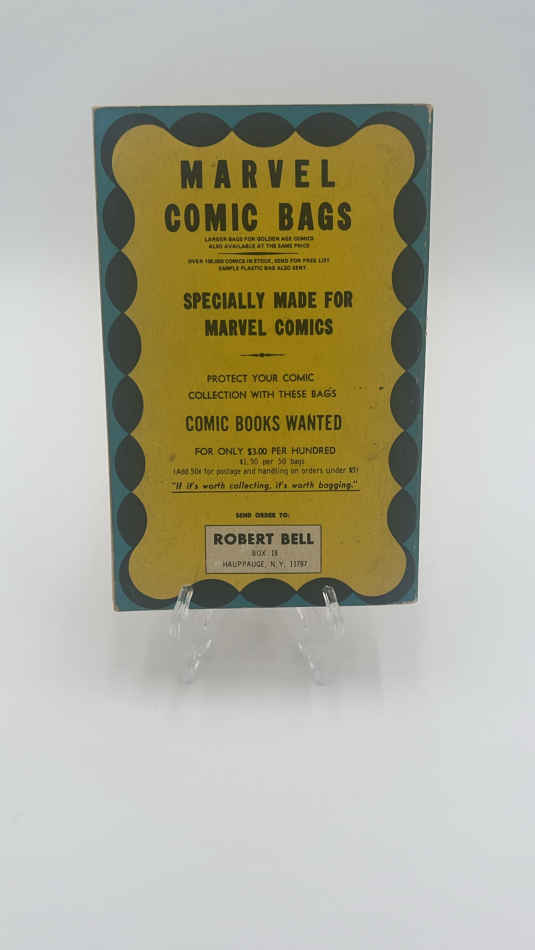 MARVEL
COMIC BAGS
LARGER BAGS FOR GOLDEN AGE COMICS
ALSO AVAILABLE AT THE SAME PRICE
OVER 100,000 COMICS IN STOCK, SEND FOR FREE LIST
SAMPLE PLASTIC BAG ALSO SENT
SPECIALLY MADE FOR
MARVEL COMICS
PROTECT YOUR COMIC
COLLECTION WITH THESE BAGS
COMIC BOOKS WANTED
FOR ONLY $3.00 PER HUNDRED
$1.90 per 50 bags
(Add 50¢ for postage and handling on orders under $5)
"If it's worth collecting, it's worth bagging."
SEND ORDER TO:
ROBERT BELL
BOX 18
HAUPPAUGE, N. Y. 11787